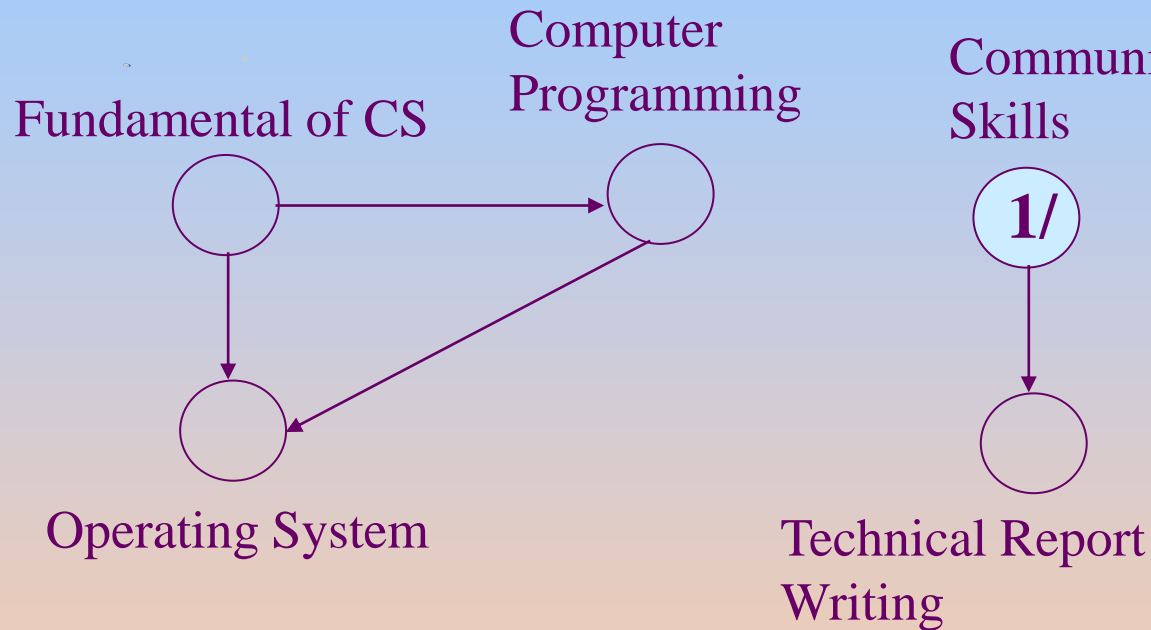 Computer
Programming
Fundamental of CS
Skills
1/
Operating System
Technical Report
Writing